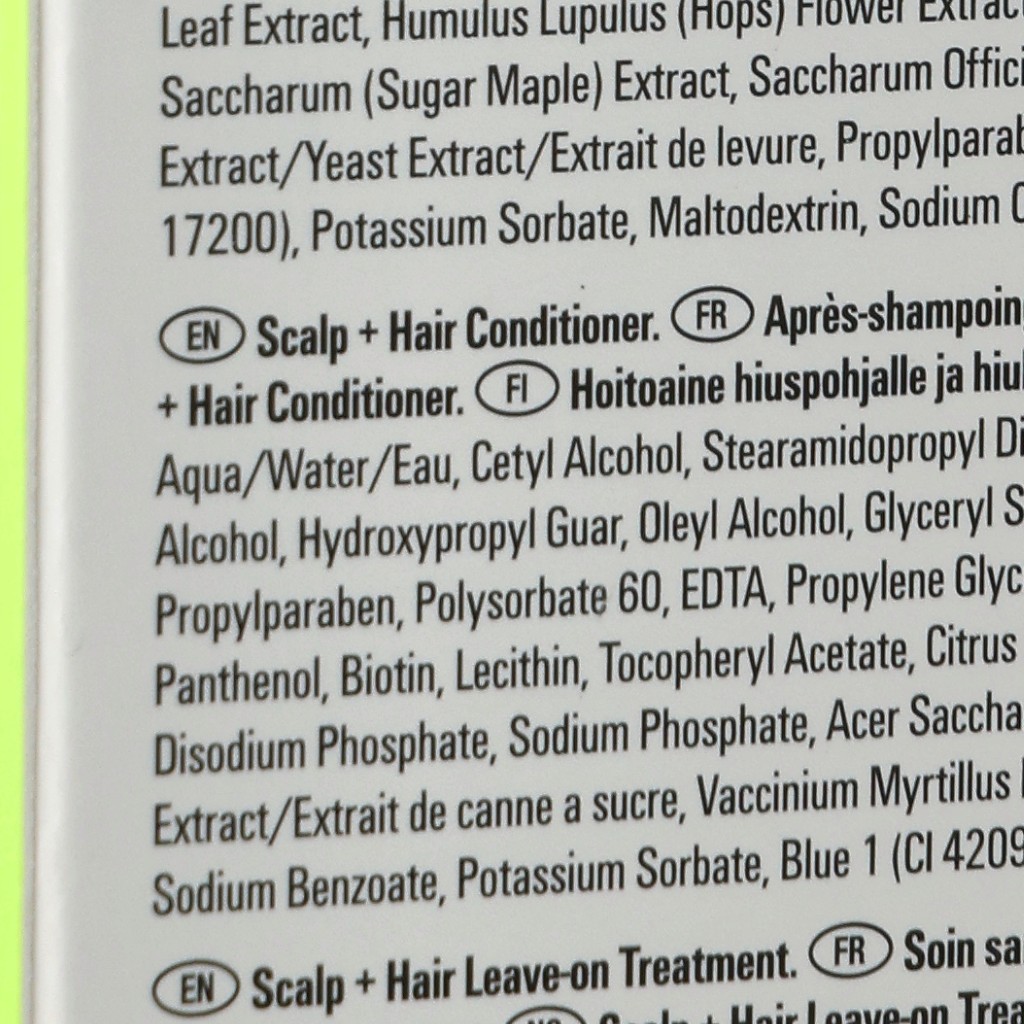 Leaf Extract, Humulus Lupulus (Hops) Flower
Saccharum (Sugar Maple) Extract, Saccharum
Extract/Yeast Extract/Extrait de levure,
17200), Potassium Sorbate, Maltodextrin, Sodium
EN Scalp + Hair Conditioner. FR
+ Hair Conditioner. FI Hoitoaine hiuspohjalle ja
Aqua/Water/Eau, Cetyl Alcohol, Stearamidopropyl
Alcohol, Hydroxypropyl Guar, Oleyl Alcohol, Glyceryl
Propylparaben, Polysorbate 60, EDTA, Propylene
Panthenol, Biotin, Lecithin, Tocopheryl Acetate, Citrus
Disodium Phosphate, Sodium Phosphate, Acer
Extract/Extrait de canne a sucre, Vaccinium Myrtillus
Sodium Benzoate, Potassium Sorbate, Blue 1 (CI
EN Scalp + Hair Leave-on Treatment. FR Soin
+ Hair Leave-on